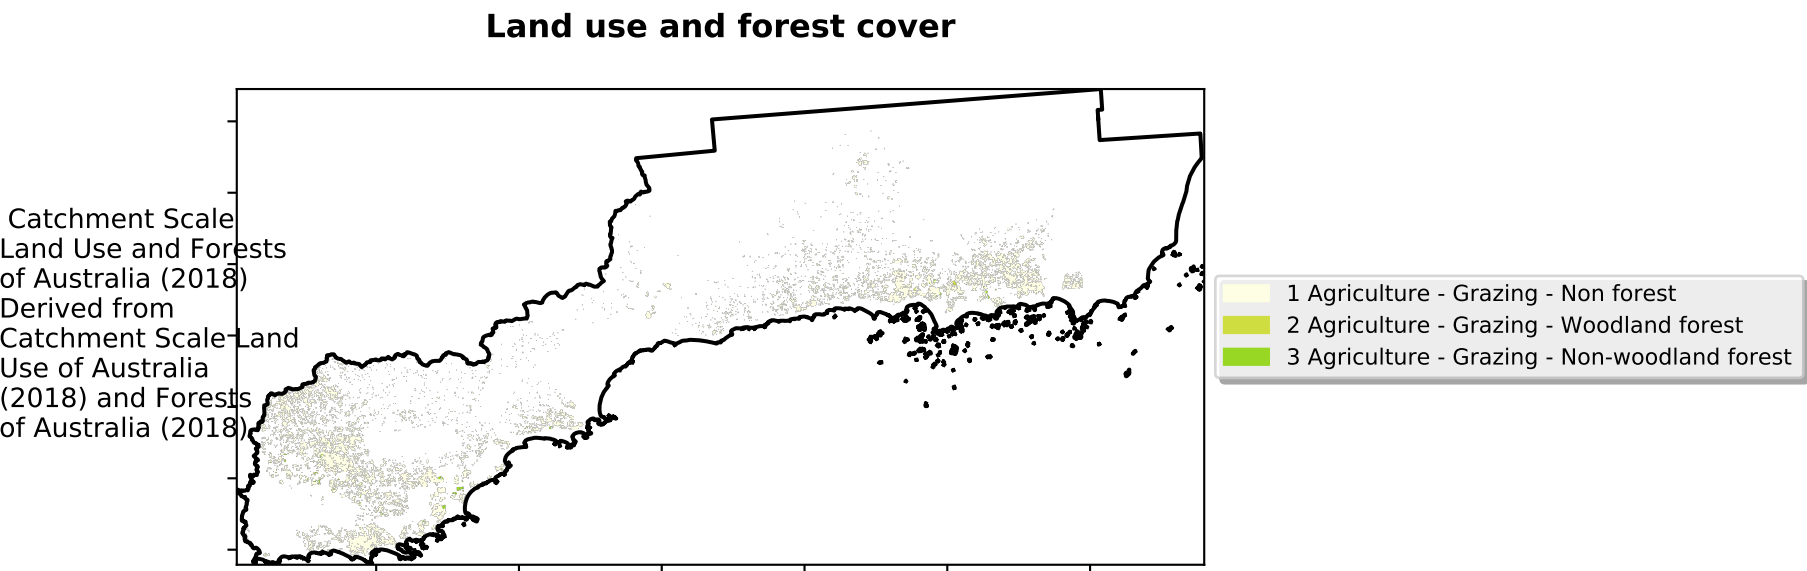 Land use and forest cover
Catchment Scale
Land Use and Forests
of Australia (2018)
Derived from
Catchment Scale Land
Use of Australia
(2018) and Forests
of Australia (2018)
1 Agriculture - Grazing - Non forest
2 Agriculture - Grazing - Woodland forest
3 Agriculture - Grazing - Non-woodland forest